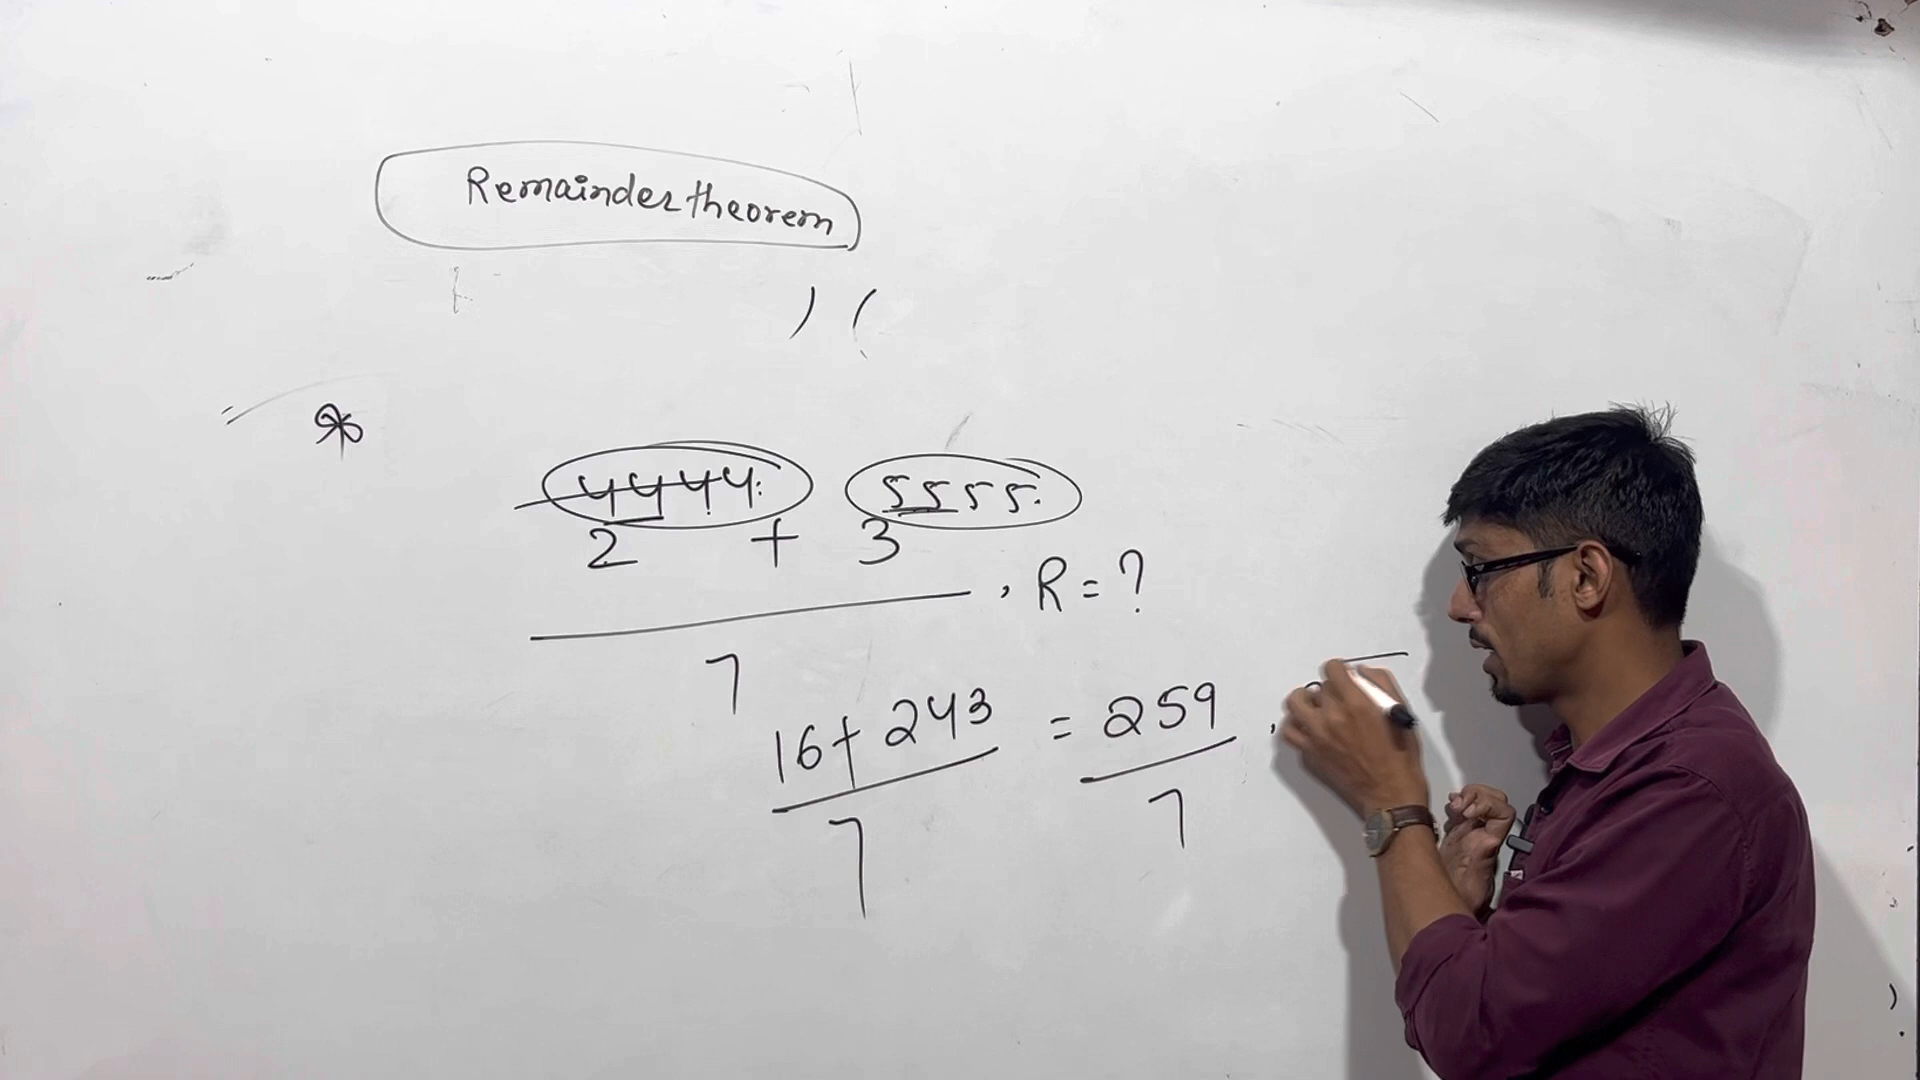 Remainder theorem
) (
*
4444 5555
2 + 3
, R = ?
7
16 + 243 = 259 ,
7 7